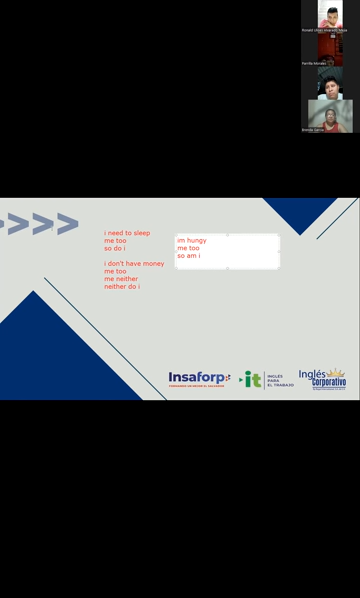 i need to sleep
me too
so do i
i don't have money
me too
me neither
neither do i
im hungy
me too
so am i
Insaforp
it
INGLÉS
PARA
EL TRABAJO
Inglés
Corporativo